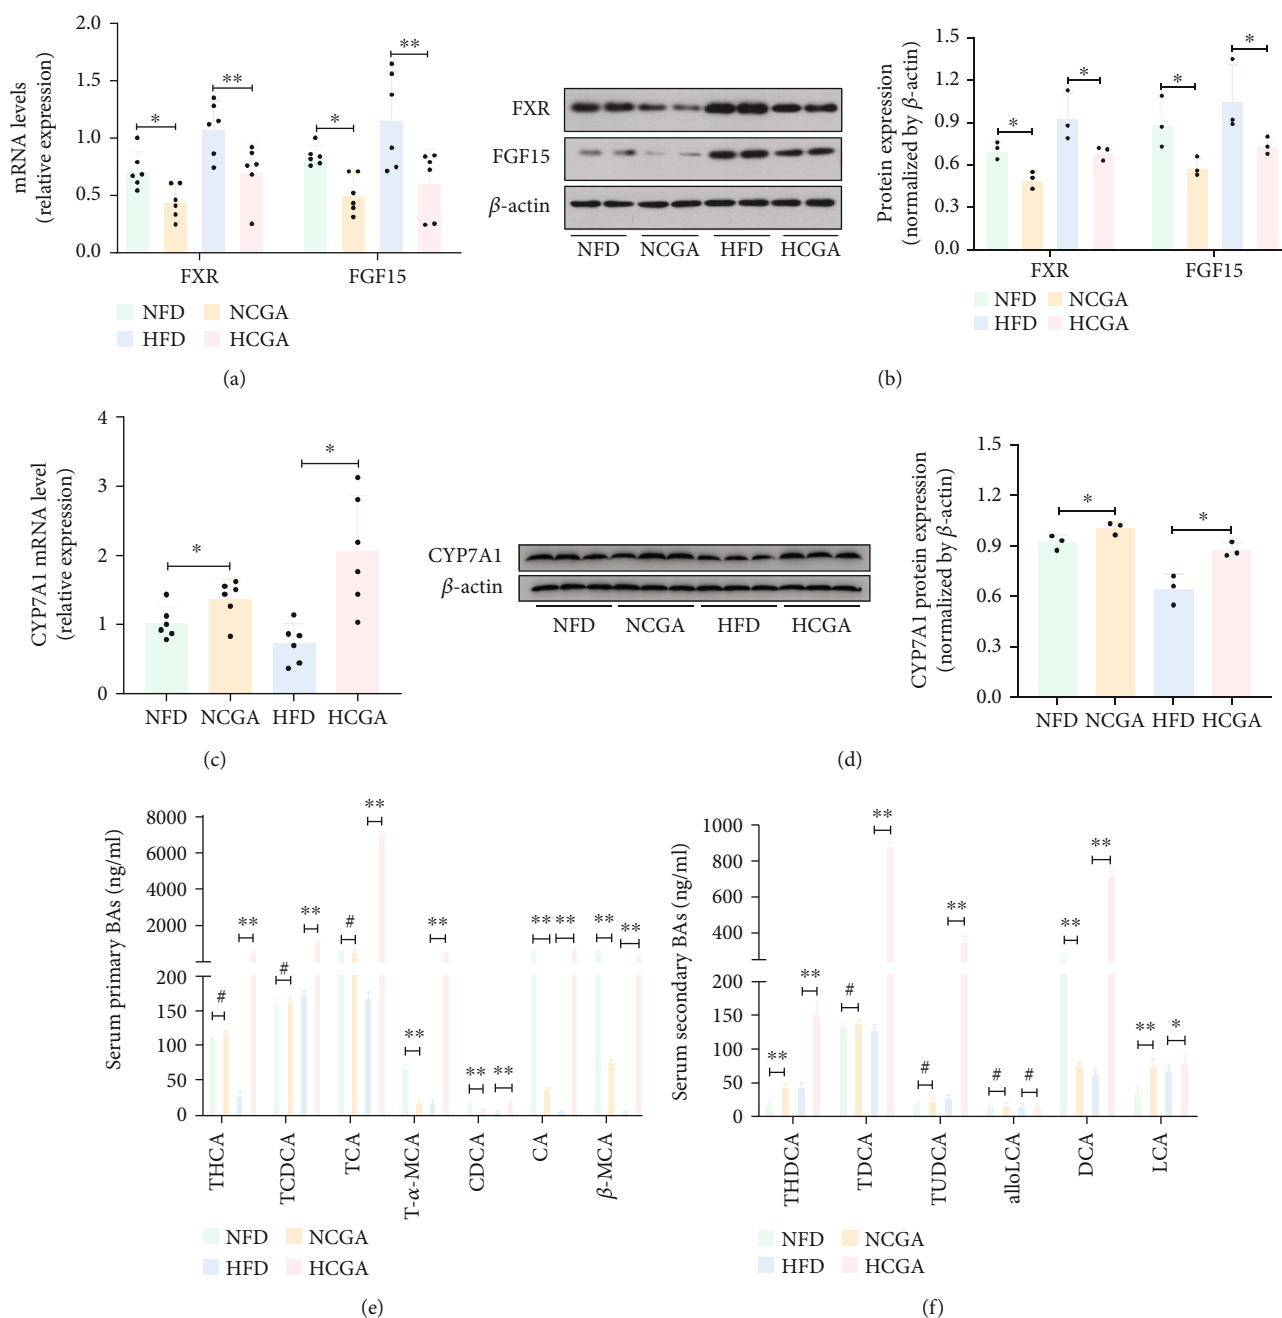 mRNA levels
(relative expression)
2.0
1.5
1.0
0.5
0.0
*
**
*
**
FXR
FGF15
NFD
NCGA
HFD
HCGA
(a)
FXR
FGF15
β-actin
NFD
NCGA
HFD
HCGA
Protein expression
(normalized by β-actin)
1.5
1.2
0.9
0.6
0.3
0.0
*
*
*
*
FXR
FGF15
NFD
NCGA
HFD
HCGA
(b)
CYP7A1 mRNA level
(relative expression)
4
3
2
1
0
*
*
NFD
NCGA
HFD
HCGA
(c)
CYP7A1
β-actin
NFD
NCGA
HFD
HCGA
CYP7A1 protein expression
(normalized by β-actin)
1.5
1.2
0.9
0.6
0.3
0.0
*
*
NFD
NCGA
HFD
HCGA
(d)
Serum primary BAs (ng/ml)
8000
6000
4000
2000
200
150
100
50
0
#
**
#
**
#
**
**
**
**
**
**
**
**
**
THCA
TCDCA
TCA
T-α-MCA
CDCA
CA
β-MCA
NFD
NCGA
HFD
HCGA
(e)
Serum secondary BAs (ng/ml)
1000
800
600
400
200
150
100
50
0
**
**
#
**
#
**
#
#
**
**
**
*
THDCA
TDCA
TUDCA
alloLCA
DCA
LCA
NFD
NCGA
HFD
HCGA
(f)